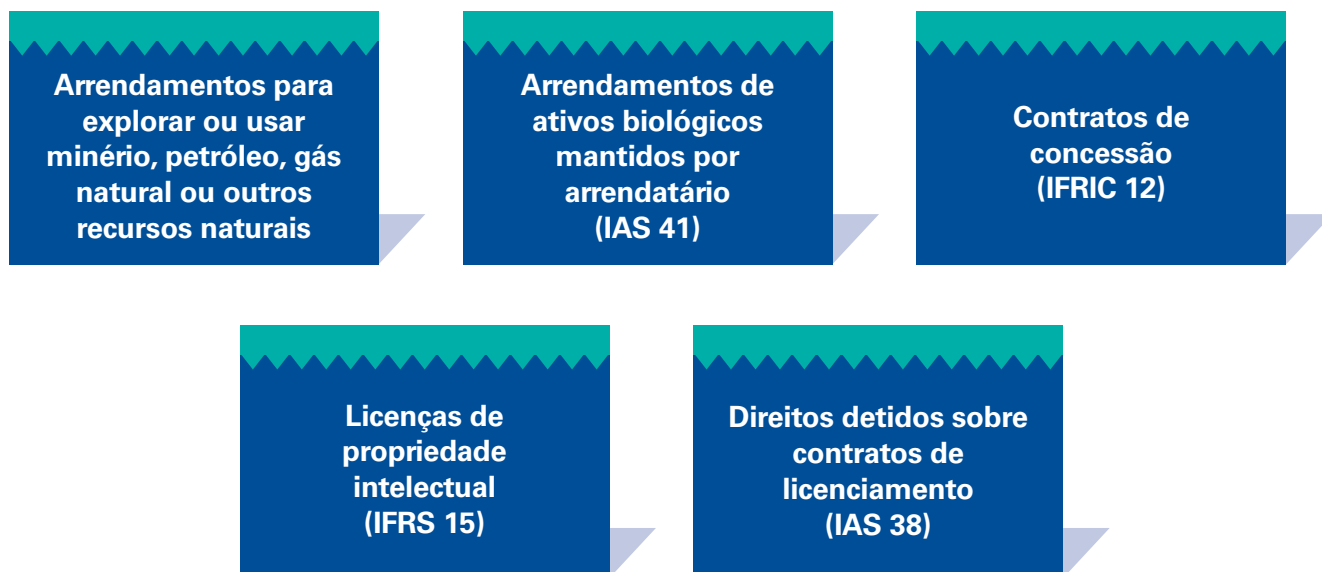 Arrendamentos para
explorar ou usar
minério, petróleo, gás
natural ou outros
recursos naturais
Arrendamentos de
ativos biológicos
mantidos por
arrendatário
(IAS 41)
Contratos de
concessão
(IFRIC 12)
Licenças de
propriedade
intelectual
(IFRS 15)
Direitos detidos sobre
contratos de
licenciamento
(IAS 38)